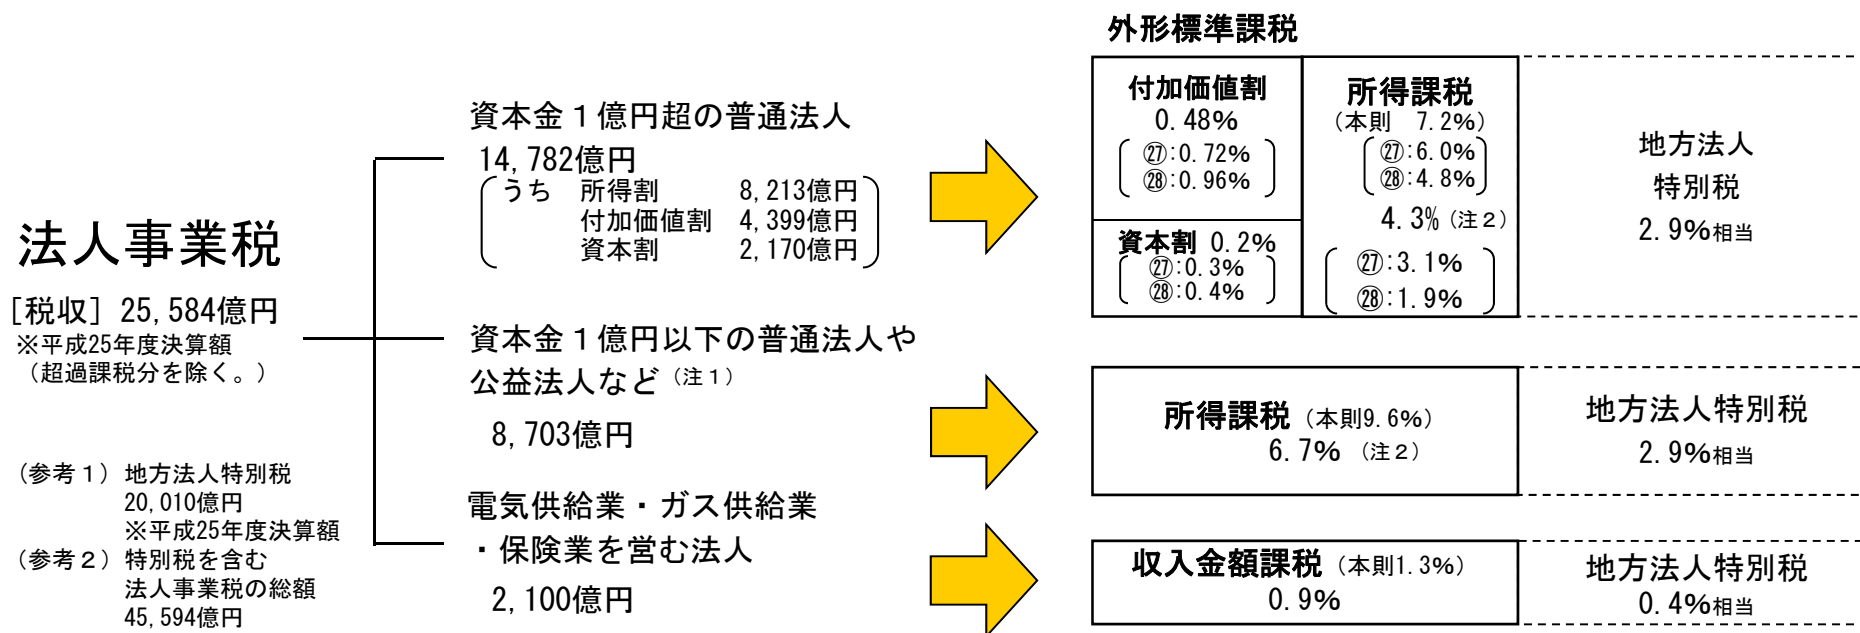 法人事業税
[税収] 25,584億円
※平成25年度決算額
(超過課税分を除く。)
(参考1) 地方法人特別税
20,010億円
※平成25年度決算額
(参考2) 特別税を含む
法人事業税の総額
45,594億円
資本金1億円超の普通法人
14,782億円
うち 所得割 8,213億円
付加価値割 4,399億円
資本割 2,170億円
資本金1億円以下の普通法人や
公益法人など (注1)
8,703億円
電気供給業・ガス供給業
・保険業を営む法人
2,100億円
外形標準課税
付加価値割
0.48%
㉗:0.72%
㉘:0.96%
資本割 0.2%
㉗:0.3%
㉘:0.4%
所得課税
(本則 7.2%)
㉗:6.0%
㉘:4.8%
4.3% (注2)
㉗:3.1%
㉘:1.9%
地方法人
特別税
2.9%相当
所得課税 (本則9.6%)
6.7% (注2)
地方法人特別税
2.9%相当
収入金額課税 (本則1.3%)
0.9%
地方法人特別税
0.4%相当